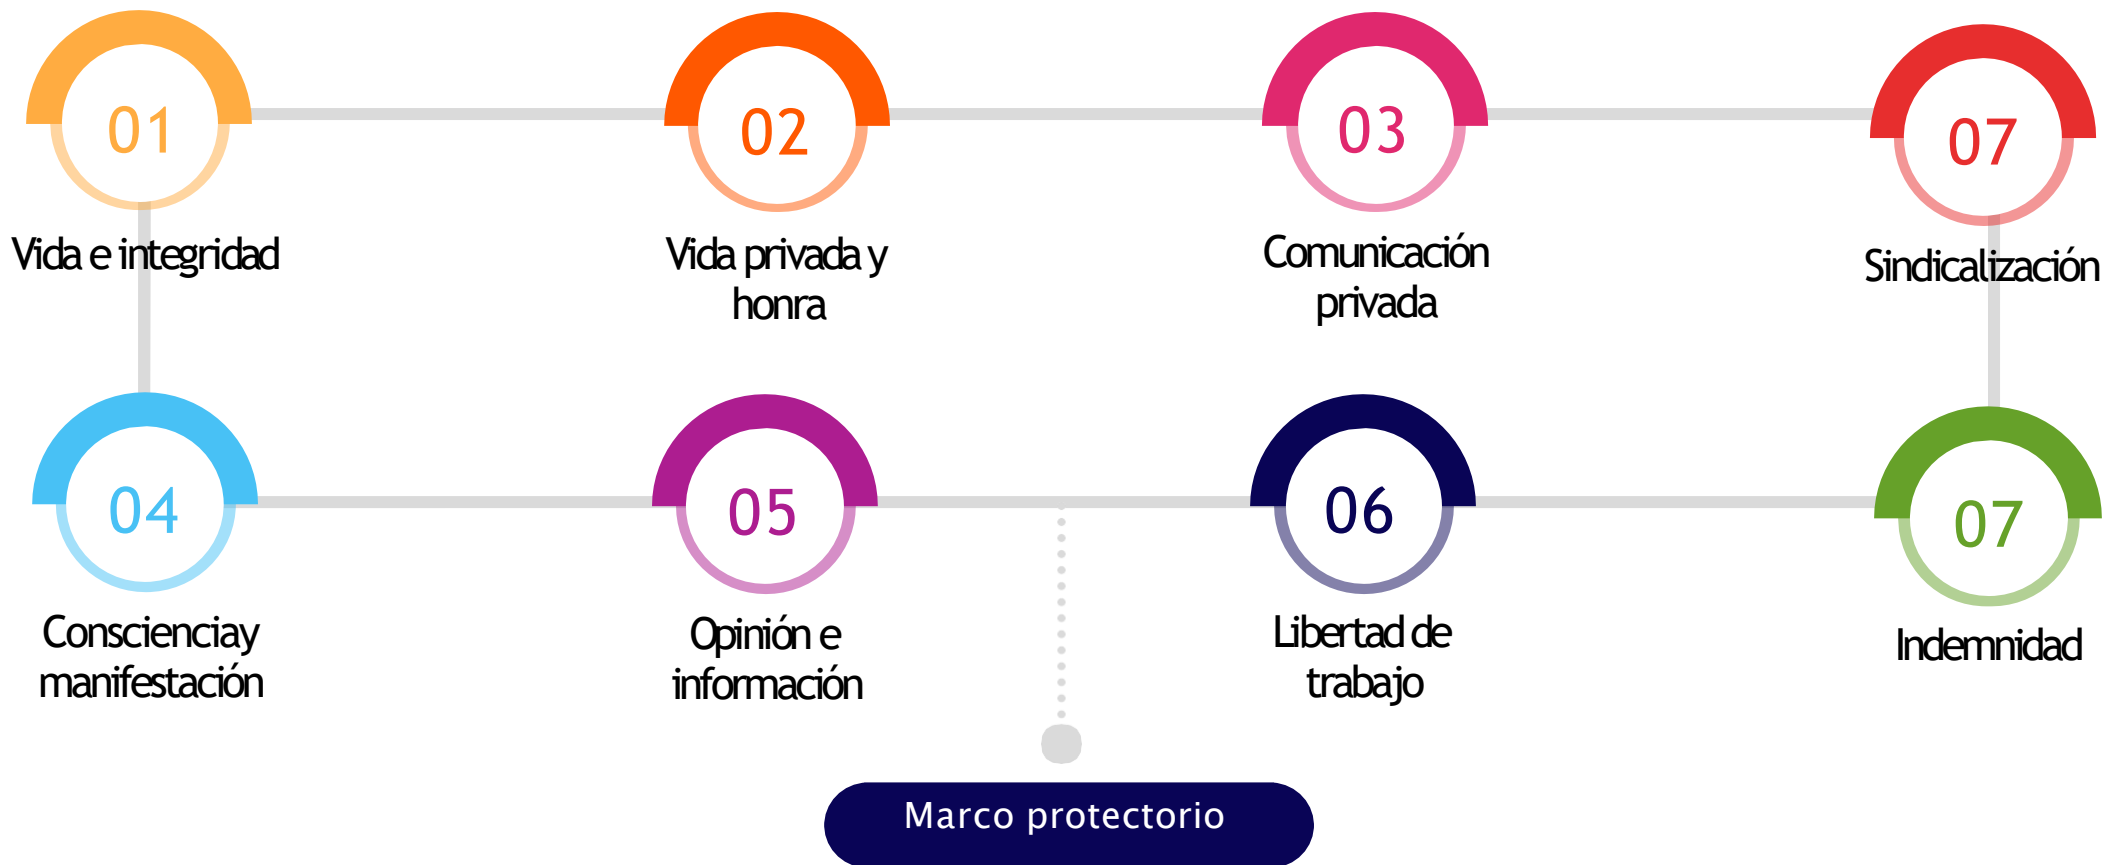 01
02
03
07
Vida e integridad
Vida privada y
honra
Comunicación
privada
Sindicalización
04
05
06
07
Conscienciay
manifestación
Opinión e
información
Libertad de
trabajo
Indemnidad
Marco protectorio